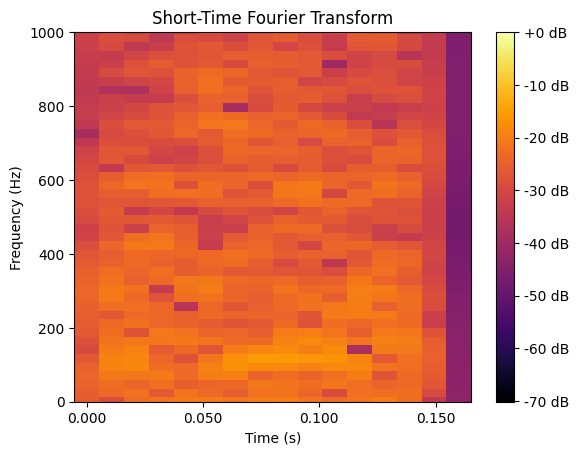 Short-Time Fourier Transform
Frequency (Hz)
1000
800
600
400
200
0
0.000 0.050 0.100 0.150
Time (s)
+0 dB
-10 dB
-20 dB
-30 dB
-40 dB
-50 dB
-60 dB
-70 dB